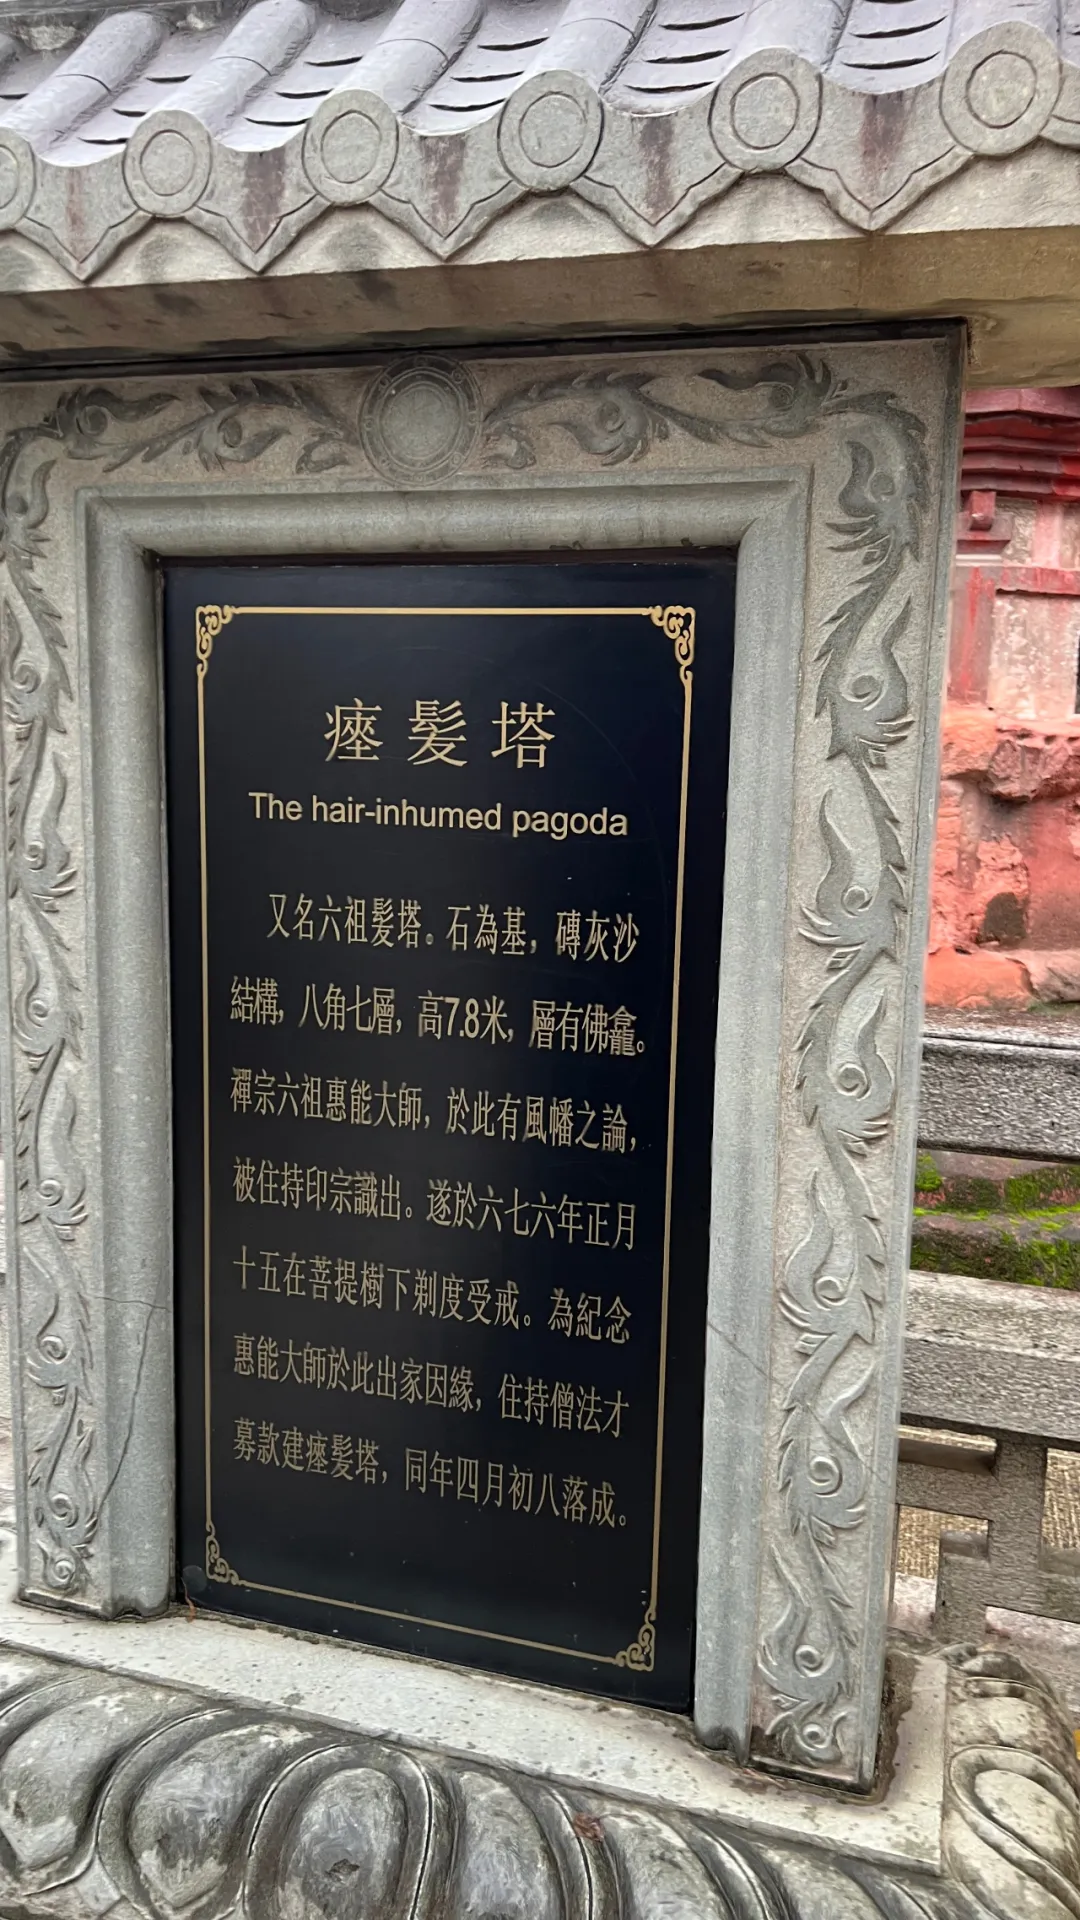 瘞髮塔
The hair-inhumed pagoda
又名六祖髮塔。石為基，磚灰沙
結構，八角七層，高7.8米，層有佛龕。
禪宗六祖惠能大師，於此有風幡之論，
被住持印宗識出。遂於六七六年正月
十五在菩提樹下剃度受戒。為紀念
惠能大師於此出家因緣，住持僧法才
募款建瘞髮塔，同年四月初八落成。